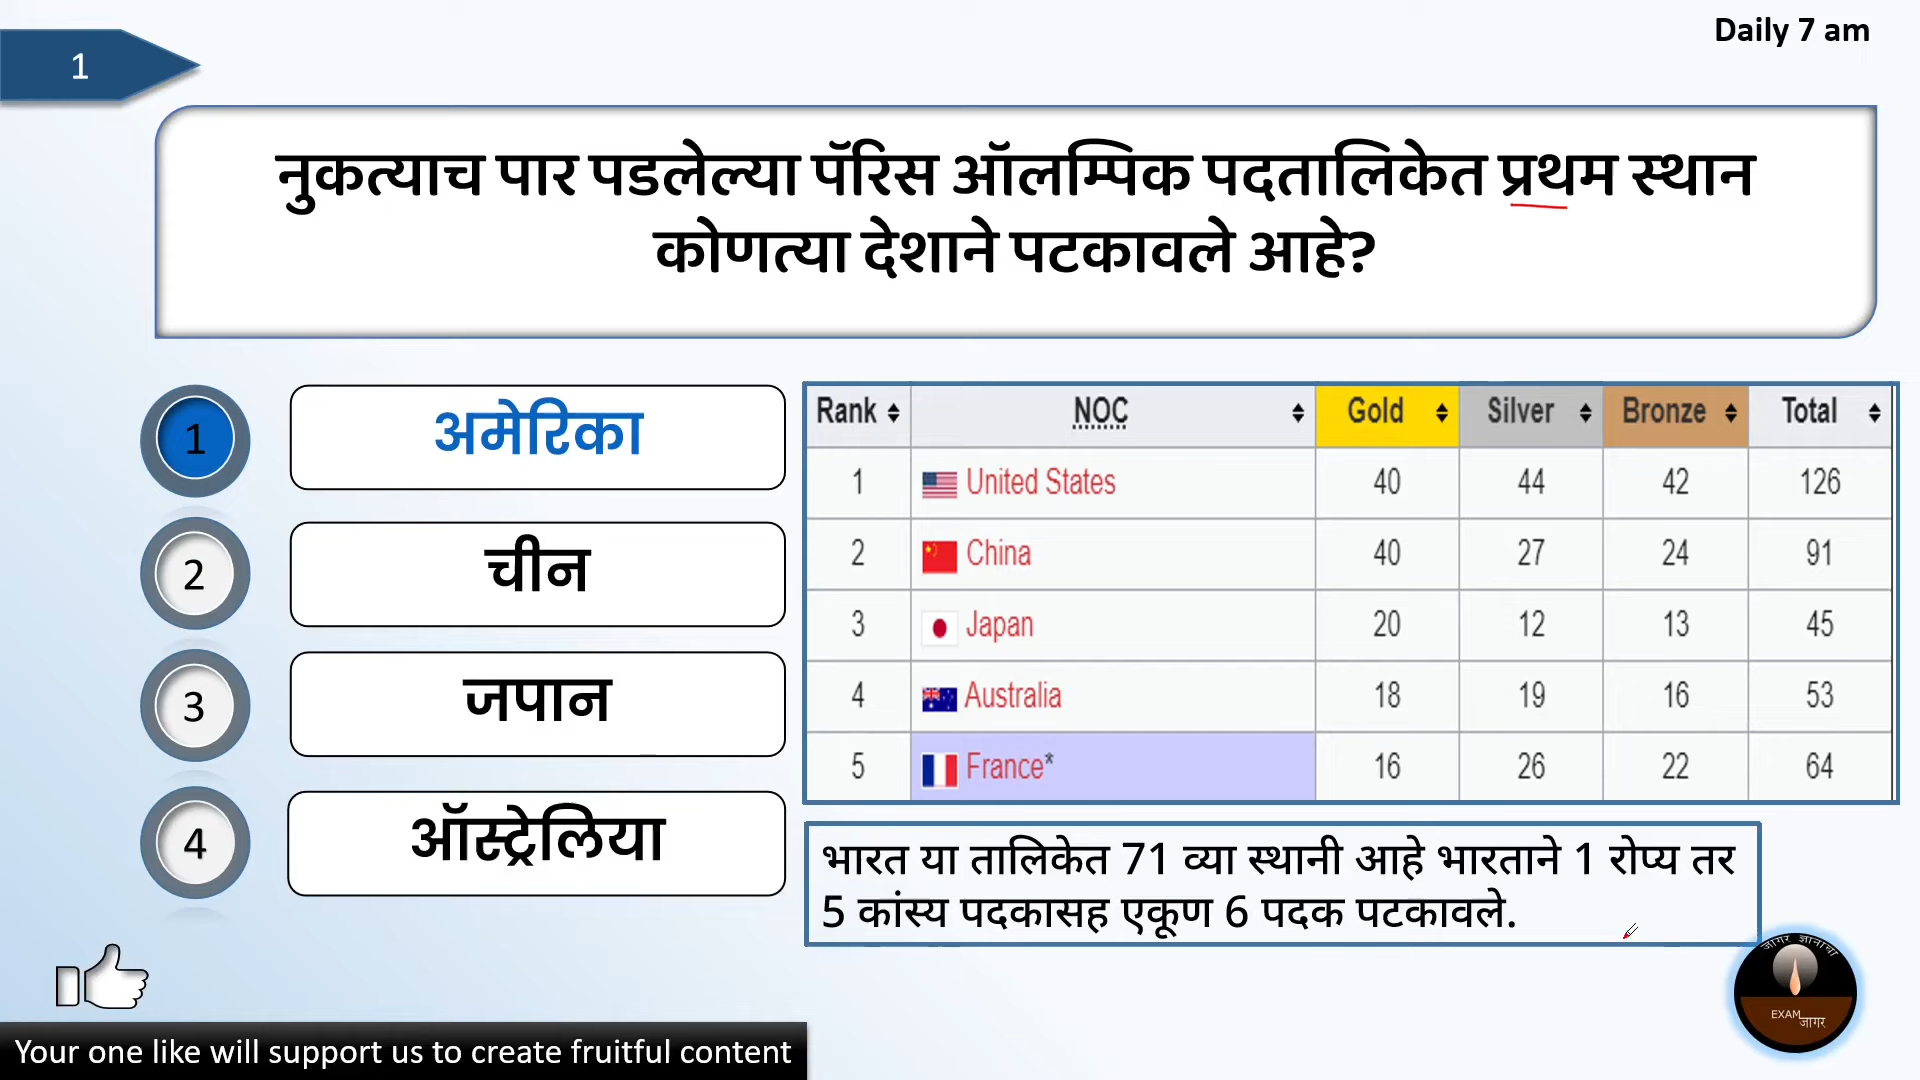 Daily 7 am
1
नुकत्याच पार पडलेल्या पॅरिस ऑलम्पिक पदतालिकेत प्रथम स्थान
कोणत्या देशाने पटकावले आहे?
1 अमेरिका
2 चीन
3 जपान
4 ऑस्ट्रेलिया
Rank NOC Gold Silver Bronze Total
1 United States 40 44 42 126
2 China 40 27 24 91
3 Japan 20 12 13 45
4 Australia 18 19 16 53
5 France* 16 26 22 64
भारत या तालिकेत 71 व्या स्थानी आहे भारताने 1 रोप्य तर
5 कांस्य पदकासह एकूण 6 पदक पटकावले.
जागर ज्ञानाचा
EXAM जागर
Your one like will support us to create fruitful content